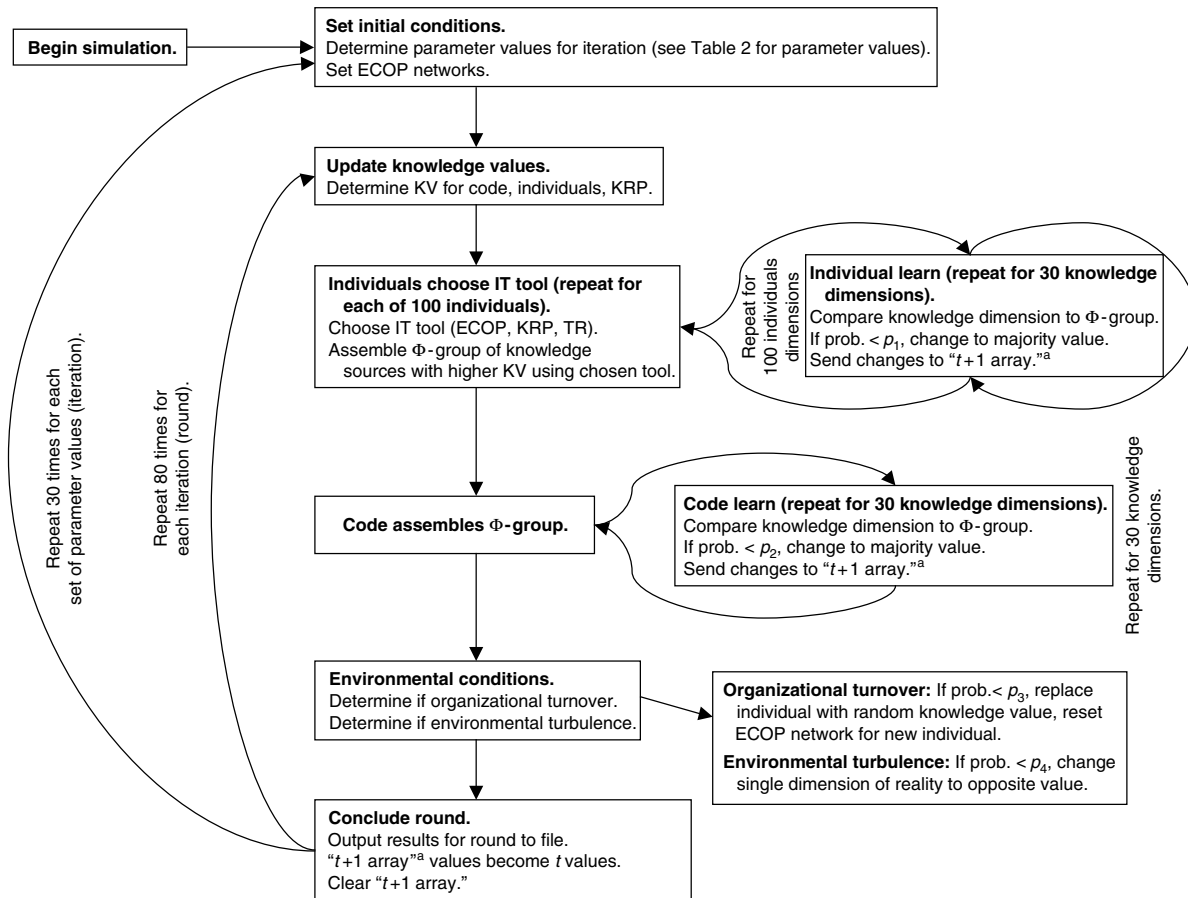 Begin simulation.
Set initial conditions.
Determine parameter values for iteration (see Table 2 for parameter values).
Set ECOP networks.
Update knowledge values.
Determine KV for code, individuals, KRP.
Individuals choose IT tool (repeat for
each of 100 individuals).
Choose IT tool (ECOP, KRP, TR).
Assemble Φ-group of knowledge
sources with higher KV using chosen tool.
Repeat for
100 individuals
dimensions
Individual learn (repeat for 30 knowledge
dimensions).
Compare knowledge dimension to Φ-group.
If prob. < p1, change to majority value.
Send changes to “t+1 array.”a
Repeat 30 times for each
set of parameter values (iteration).
Repeat 80 times for
each iteration (round).
Code assembles Φ-group.
Code learn (repeat for 30 knowledge dimensions).
Compare knowledge dimension to Φ-group.
If prob. < p2, change to majority value.
Send changes to “t+1 array.”a
Repeat for 30 knowledge
dimensions.
Environmental conditions.
Determine if organizational turnover.
Determine if environmental turbulence.
Organizational turnover: If prob.< p3, replace
individual with random knowledge value, reset
ECOP network for new individual.
Environmental turbulence: If prob. < p4, change
single dimension of reality to opposite value.
Conclude round.
Output results for round to file.
“t+1 array”a values become t values.
Clear “t+1 array.”